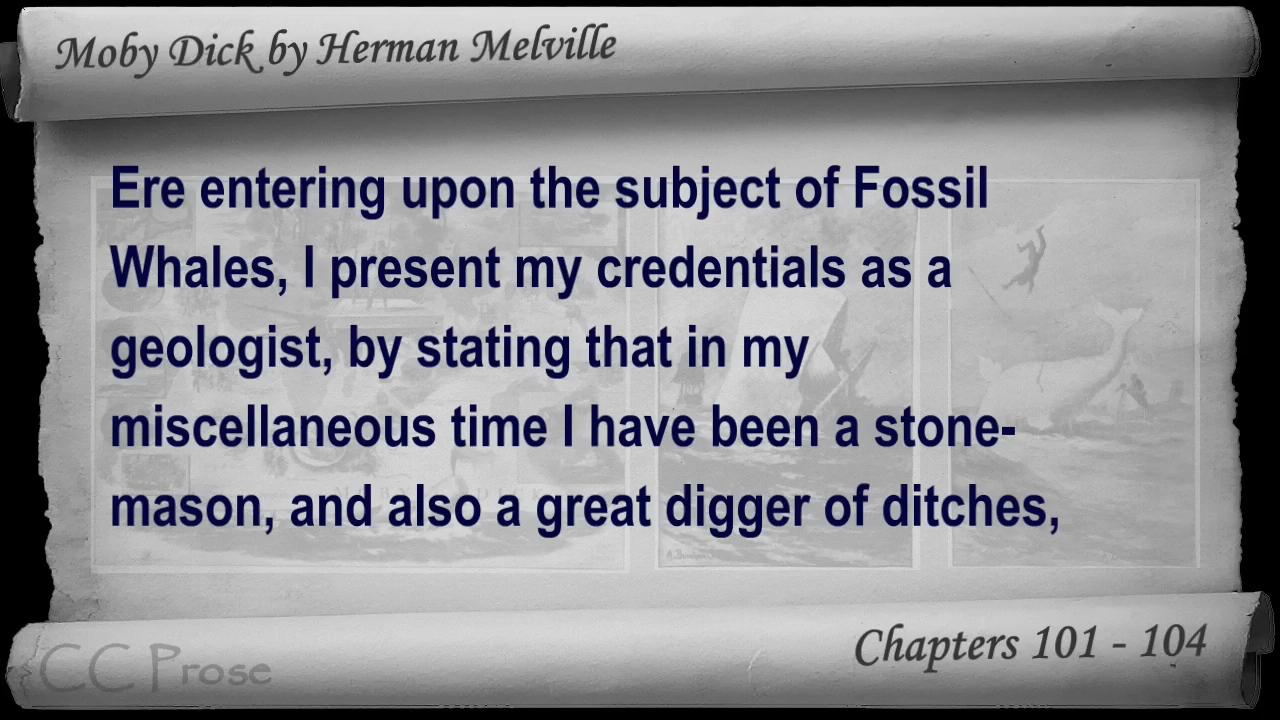 Moby Dick by Herman Melville
Ere entering upon the subject of Fossil
Whales, I present my credentials as a
geologist, by stating that in my
miscellaneous time I have been a stone-
mason, and also a great digger of ditches,
Chapters 101 - 104
CC Prose